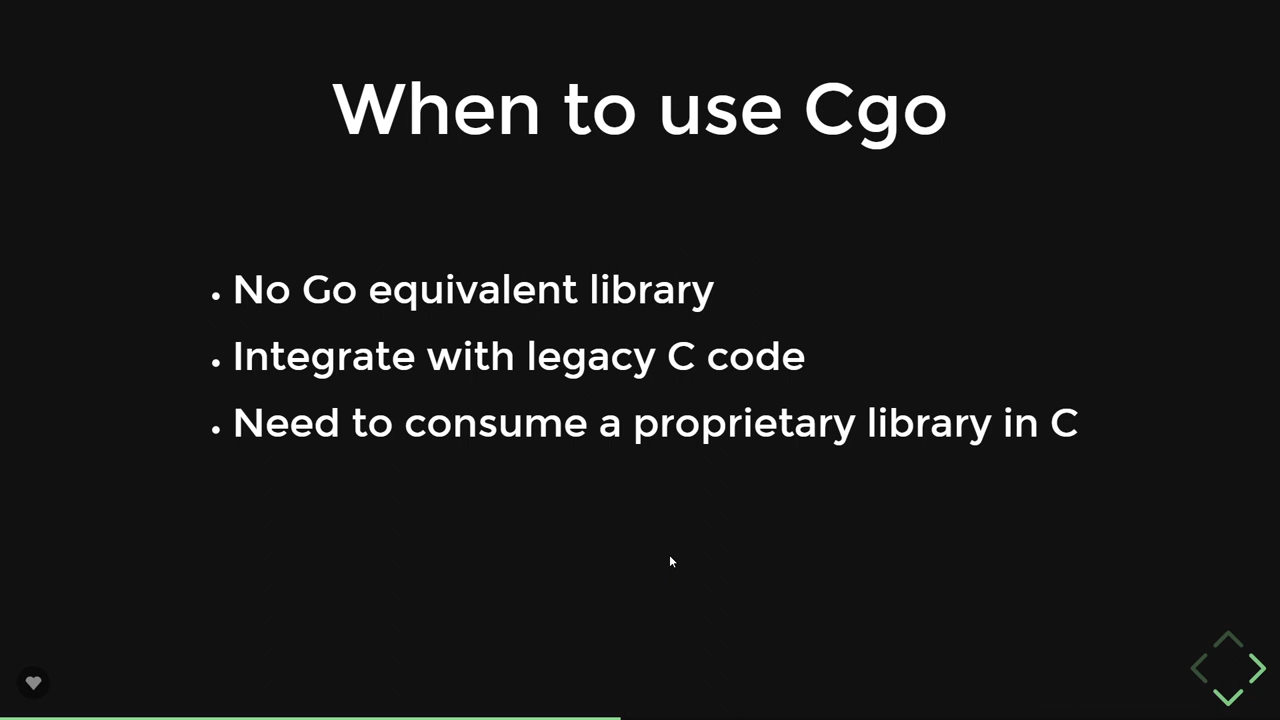 When to use Cgo
• No Go equivalent library
• Integrate with legacy C code
• Need to consume a proprietary library in C